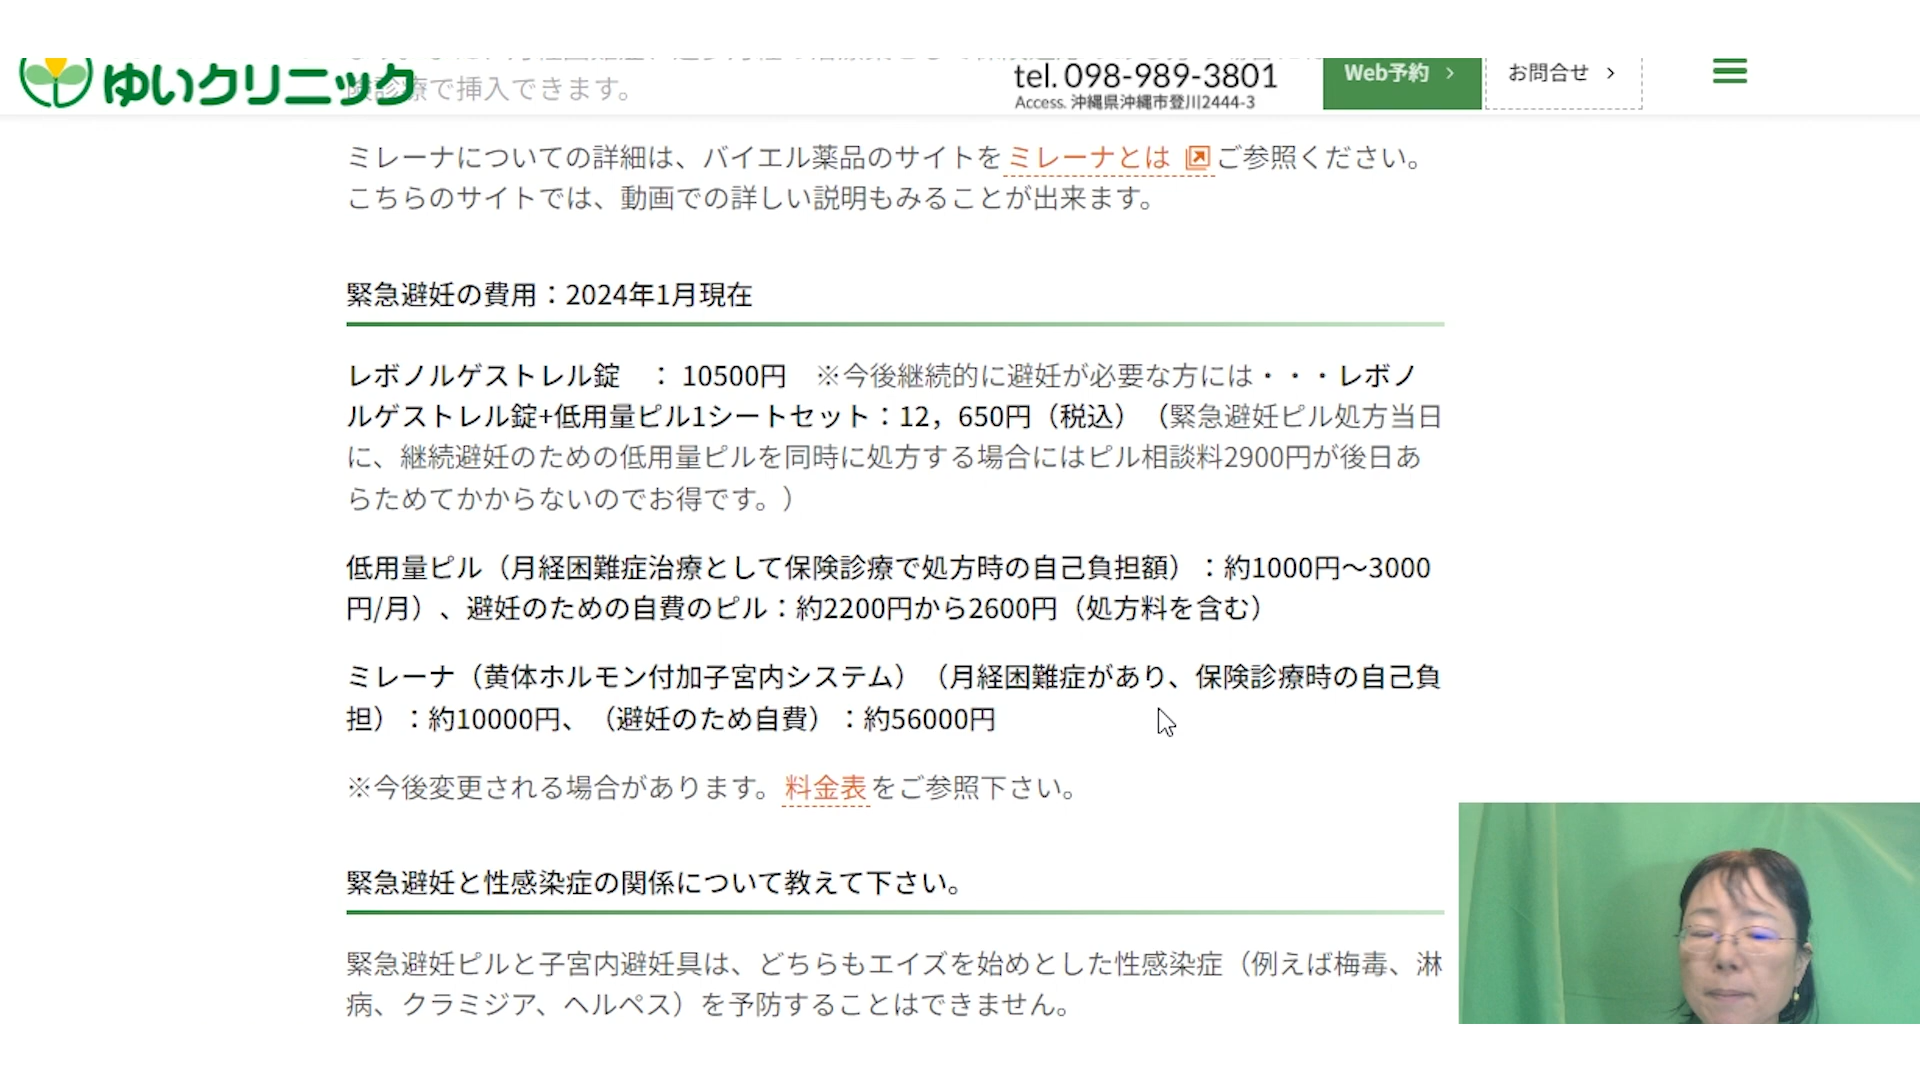 ゆいクリニック
険診療で挿入できます。
tel. 098-989-3801
Access. 沖縄県沖縄市登川2444-3
Web予約
お問合せ
ミレーナについての詳細は、バイエル薬品のサイトをミレーナとは ご参照ください。
こちらのサイトでは、動画での詳しい説明もみることが出来ます。
緊急避妊の費用：2024年1月現在
レボノルゲストレル錠　： 10500円　※今後継続的に避妊が必要な方には・・・レボノ
ルゲストレル錠+低用量ピル1シートセット：12，650円（税込）（緊急避妊ピル処方当日
に、継続避妊のための低用量ピルを同時に処方する場合にはピル相談料2900円が後日あ
らためてかからないのでお得です。）
低用量ピル（月経困難症治療として保険診療で処方時の自己負担額）：約1000円～3000
円/月）、避妊のための自費のピル：約2200円から2600円（処方料を含む）
ミレーナ（黄体ホルモン付加子宮内システム）（月経困難症があり、保険診療時の自己負
担）：約10000円、（避妊のため自費）：約56000円
※今後変更される場合があります。料金表をご参照下さい。
緊急避妊と性感染症の関係について教えて下さい。
緊急避妊ピルと子宮内避妊具は、どちらもエイズを始めとした性感染症（例えば梅毒、淋
病、クラミジア、ヘルペス）を予防することはできません。